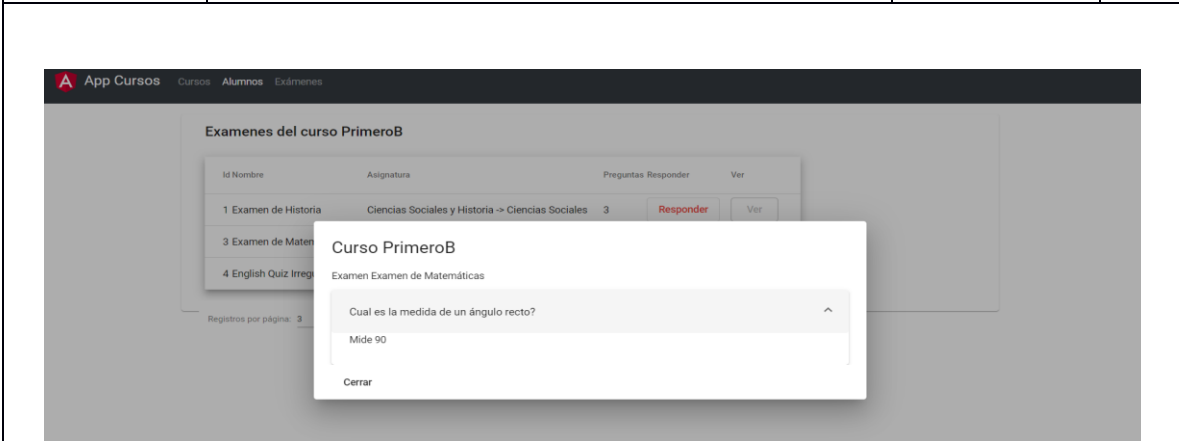 App Cursos Cursos Alumnos Exámenes
Examenes del curso PrimeroB
Id Nombre Asignatura Preguntas Responder Ver
1 Examen de Historia Ciencias Sociales y Historia -> Ciencias Sociales 3 Responder Ver
3 Examen de Matem
4 English Quiz Irregu
Registros por página: 3
Curso PrimeroB
Examen Examen de Matemáticas
Cual es la medida de un ángulo recto?
Mide 90
Cerrar